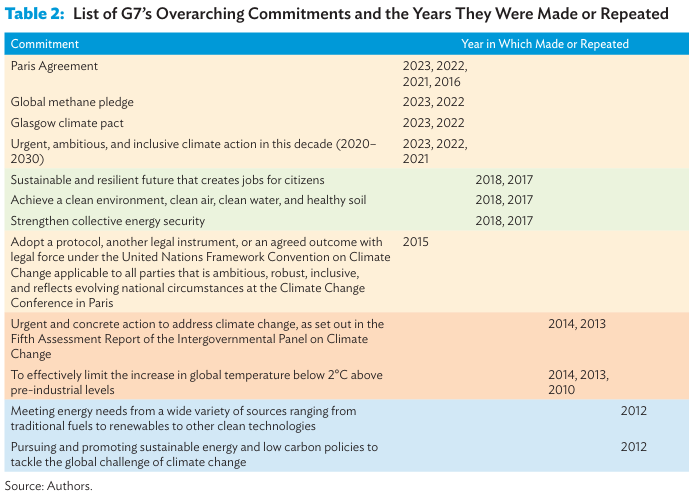 Table 2: List of G7's Overarching Commitments and the Years They Were Made or Repeated
Commitment Year in Which Made or Repeated
Paris Agreement 2023, 2022,
2021, 2016
Global methane pledge 2023, 2022
Glasgow climate pact 2023, 2022
Urgent, ambitious, and inclusive climate action in this decade (2020– 2023, 2022,
2030) 2021
Sustainable and resilient future that creates jobs for citizens 2018, 2017
Achieve a clean environment, clean air, clean water, and healthy soil 2018, 2017
Strengthen collective energy security 2018, 2017
Adopt a protocol, another legal instrument, or an agreed outcome with 2015
legal force under the United Nations Framework Convention on Climate
Change applicable to all parties that is ambitious, robust, inclusive,
and reflects evolving national circumstances at the Climate Change
Conference in Paris
Urgent and concrete action to address climate change, as set out in the 2014, 2013
Fifth Assessment Report of the Intergovernmental Panel on Climate
Change
To effectively limit the increase in global temperature below 2°C above 2014, 2013,
pre-industrial levels 2010
Meeting energy needs from a wide variety of sources ranging from 2012
traditional fuels to renewables to other clean technologies
Pursuing and promoting sustainable energy and low carbon policies to 2012
tackle the global challenge of climate change
Source: Authors.